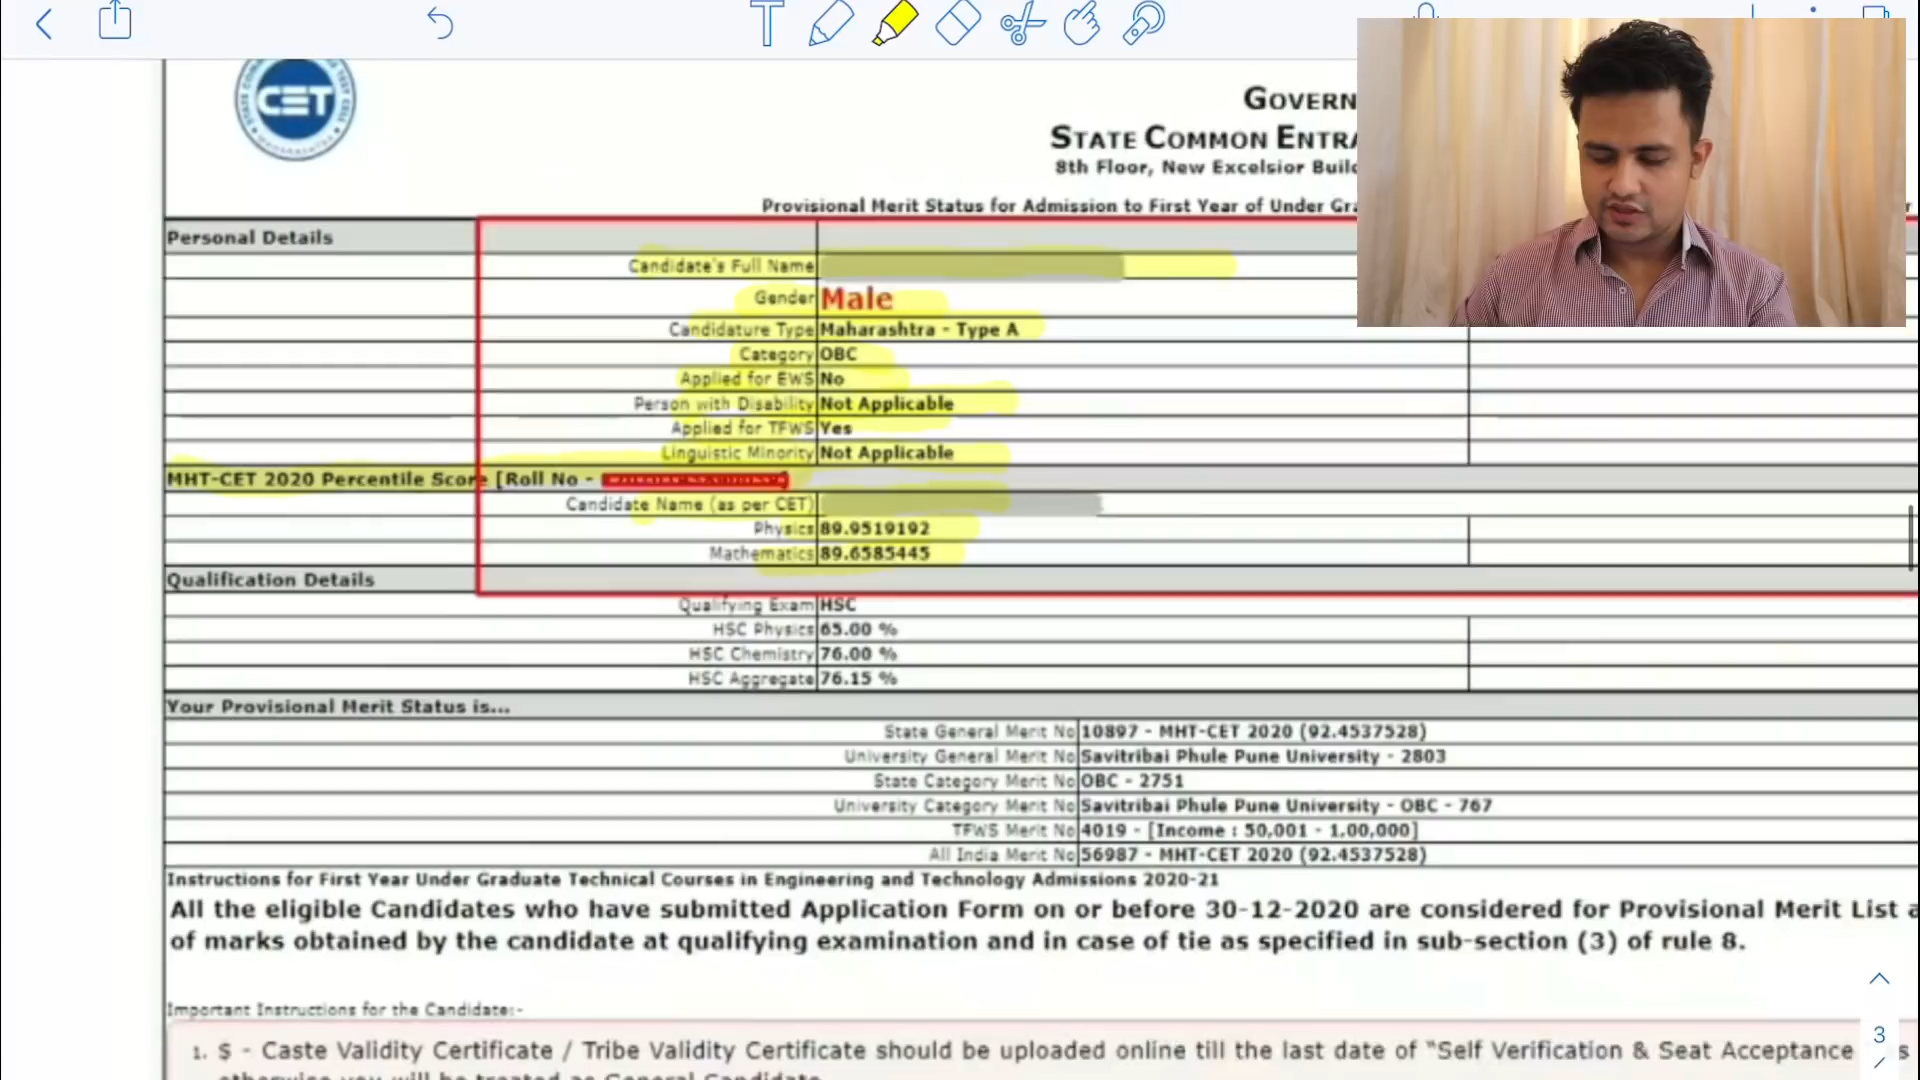 CET
GOVERN
STATE COMMON ENTRA
8th Floor, New Excelsior Build
Provisional Merit Status for Admission to First Year of Under Gra
Personal Details
Candidate's Full Name
Gender Male
Candidature Type Maharashtra - Type A
Category OBC
Applied for EWS No
Person with Disability Not Applicable
Applied for TFWS Yes
Linguistic Minority Not Applicable
MHT-CET 2020 Percentile Score [Roll No -
Candidate Name (as per CET)
Physics 89.9519192
Mathematics 89.6585445
Qualification Details
Qualifying Exam HSC
HSC Physics 65.00 %
HSC Chemistry 76.00 %
HSC Aggregate 76.15 %
Your Provisional Merit Status is...
State General Merit No 10897 - MHT-CET 2020 (92.4537528)
University General Merit No Savitribai Phule Pune University - 2803
State Category Merit No OBC - 2751
University Category Merit No Savitribai Phule Pune University - OBC - 767
TFWS Merit No 4019 - [Income : 50,001 - 1,00,000]
All India Merit No 56987 - MHT-CET 2020 (92.4537528)
Instructions for First Year Under Graduate Technical Courses in Engineering and Technology Admissions 2020-21
All the eligible Candidates who have submitted Application Form on or before 30-12-2020 are considered for Provisional Merit List a
of marks obtained by the candidate at qualifying examination and in case of tie as specified in sub-section (3) of rule 8.
Important Instructions for the Candidate:-
1. $ - Caste Validity Certificate / Tribe Validity Certificate should be uploaded online till the last date of "Self Verification & Seat Acceptance
otherwise you will be treated as General Candidate
3